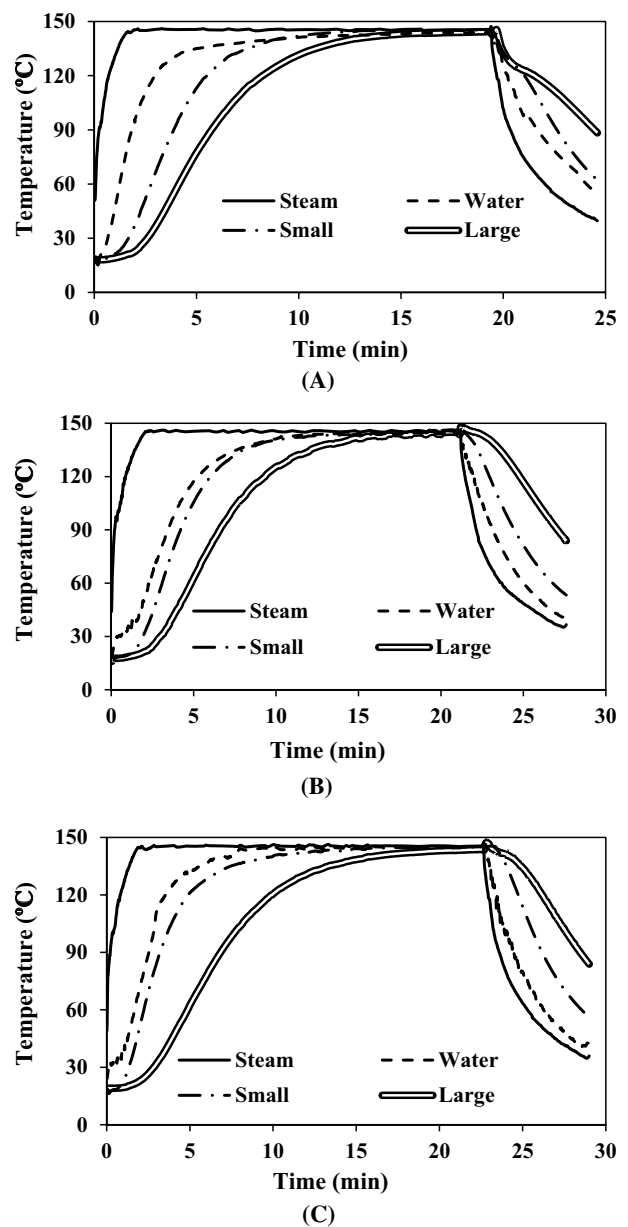 150
120
90
60
30
0
Temperature (℃)
Steam
Water
Small
Large
0 5 10 15 20 25
Time (min)
(A)
150
120
90
60
30
0
Temperature (℃)
Steam
Water
Small
Large
0 5 10 15 20 25 30
Time (min)
(B)
150
120
90
60
30
0
Temperature (℃)
Steam
Water
Small
Large
0 5 10 15 20 25 30
Time (min)
(C)